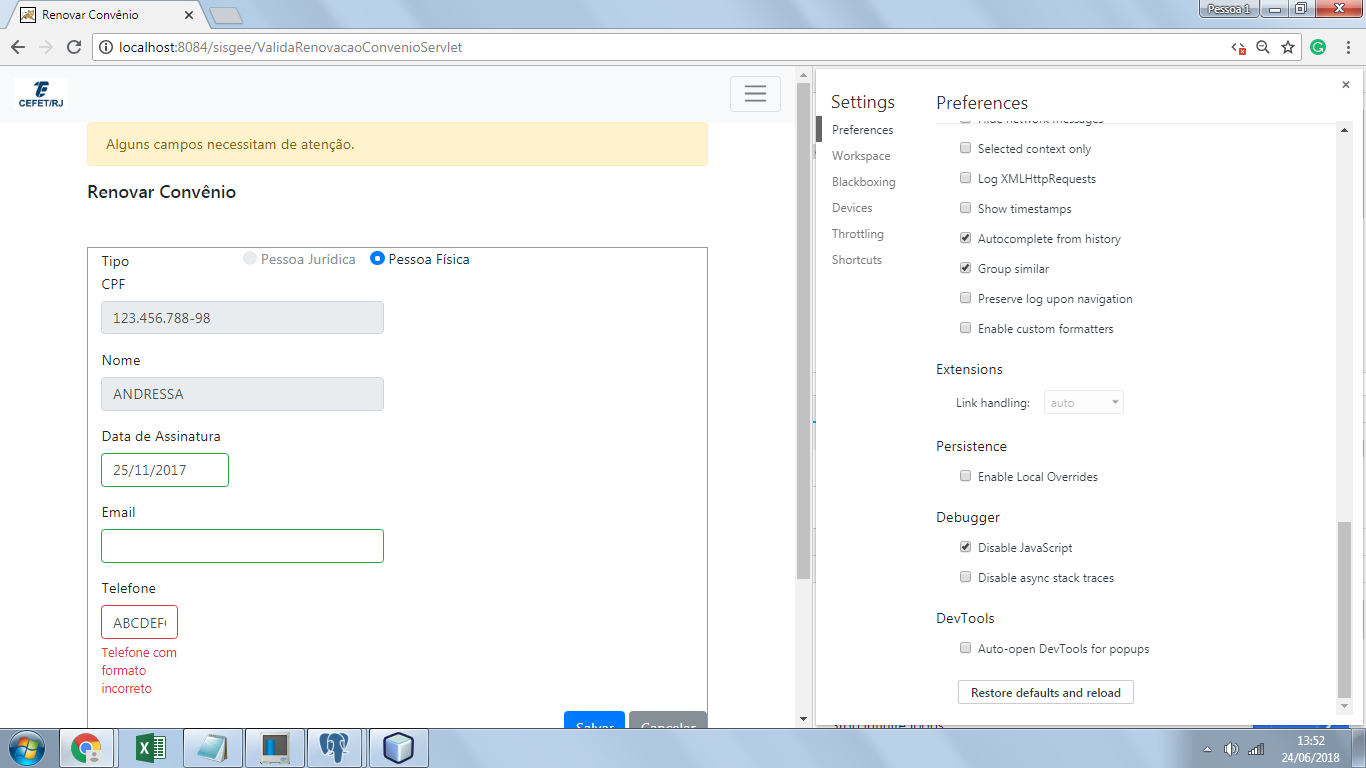 Renovar Convênio
Pessoa 1
localhost:8084/sisgee/ValidaRenovacaoConvenioServlet
CEFET/RJ
Alguns campos necessitam de atenção.
Renovar Convênio
Tipo
Pessoa Jurídica
Pessoa Física
CPF
123.456.788-98
Nome
ANDRESSA
Data de Assinatura
25/11/2017
Email
Telefone
ABCDEF
Telefone com
formato
incorreto
Salvar
Cancelar
Settings
Preferences
Workspace
Blackboxing
Devices
Throttling
Shortcuts
Preferences
Hide network messages
Selected context only
Log XMLHttpRequests
Show timestamps
Autocomplete from history
Group similar
Preserve log upon navigation
Enable custom formatters
Extensions
Link handling:
auto
Persistence
Enable Local Overrides
Debugger
Disable JavaScript
Disable async stack traces
DevTools
Auto-open DevTools for popups
Restore defaults and reload
13:52
24/06/2018